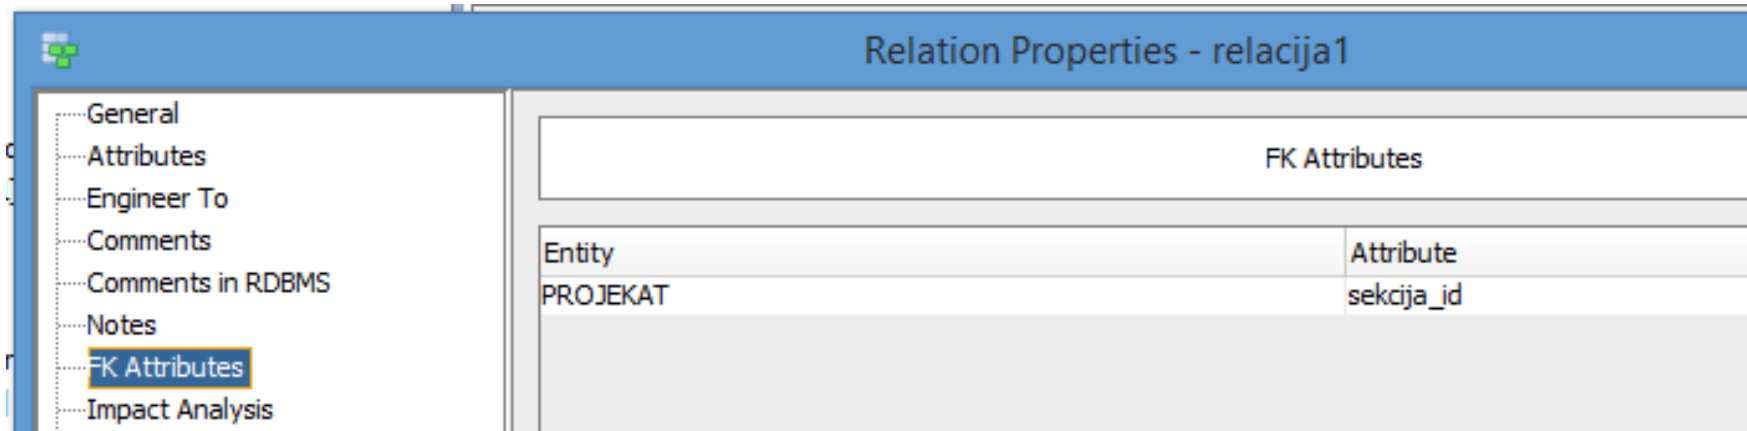 Relation Properties - relacija1
General
Attributes
Engineer To
Comments
Comments in RDBMS
Notes
FK Attributes
Impact Analysis
FK Attributes
Entity Attribute
PROJEKAT sekcija_id